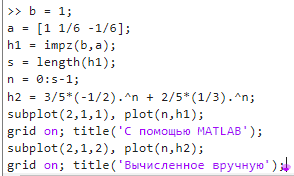 >> b = 1;
a = [1 1/6 -1/6];
h1 = impz(b,a);
s = length(h1);
n = 0:s-1;
h2 = 3/5*(-1/2).^n + 2/5*(1/3).^n;
subplot(2,1,1), plot(n,h1);
grid on; title('С помощью MATLAB');
subplot(2,1,2), plot(n,h2);
grid on; title('Вычисленное вручную');